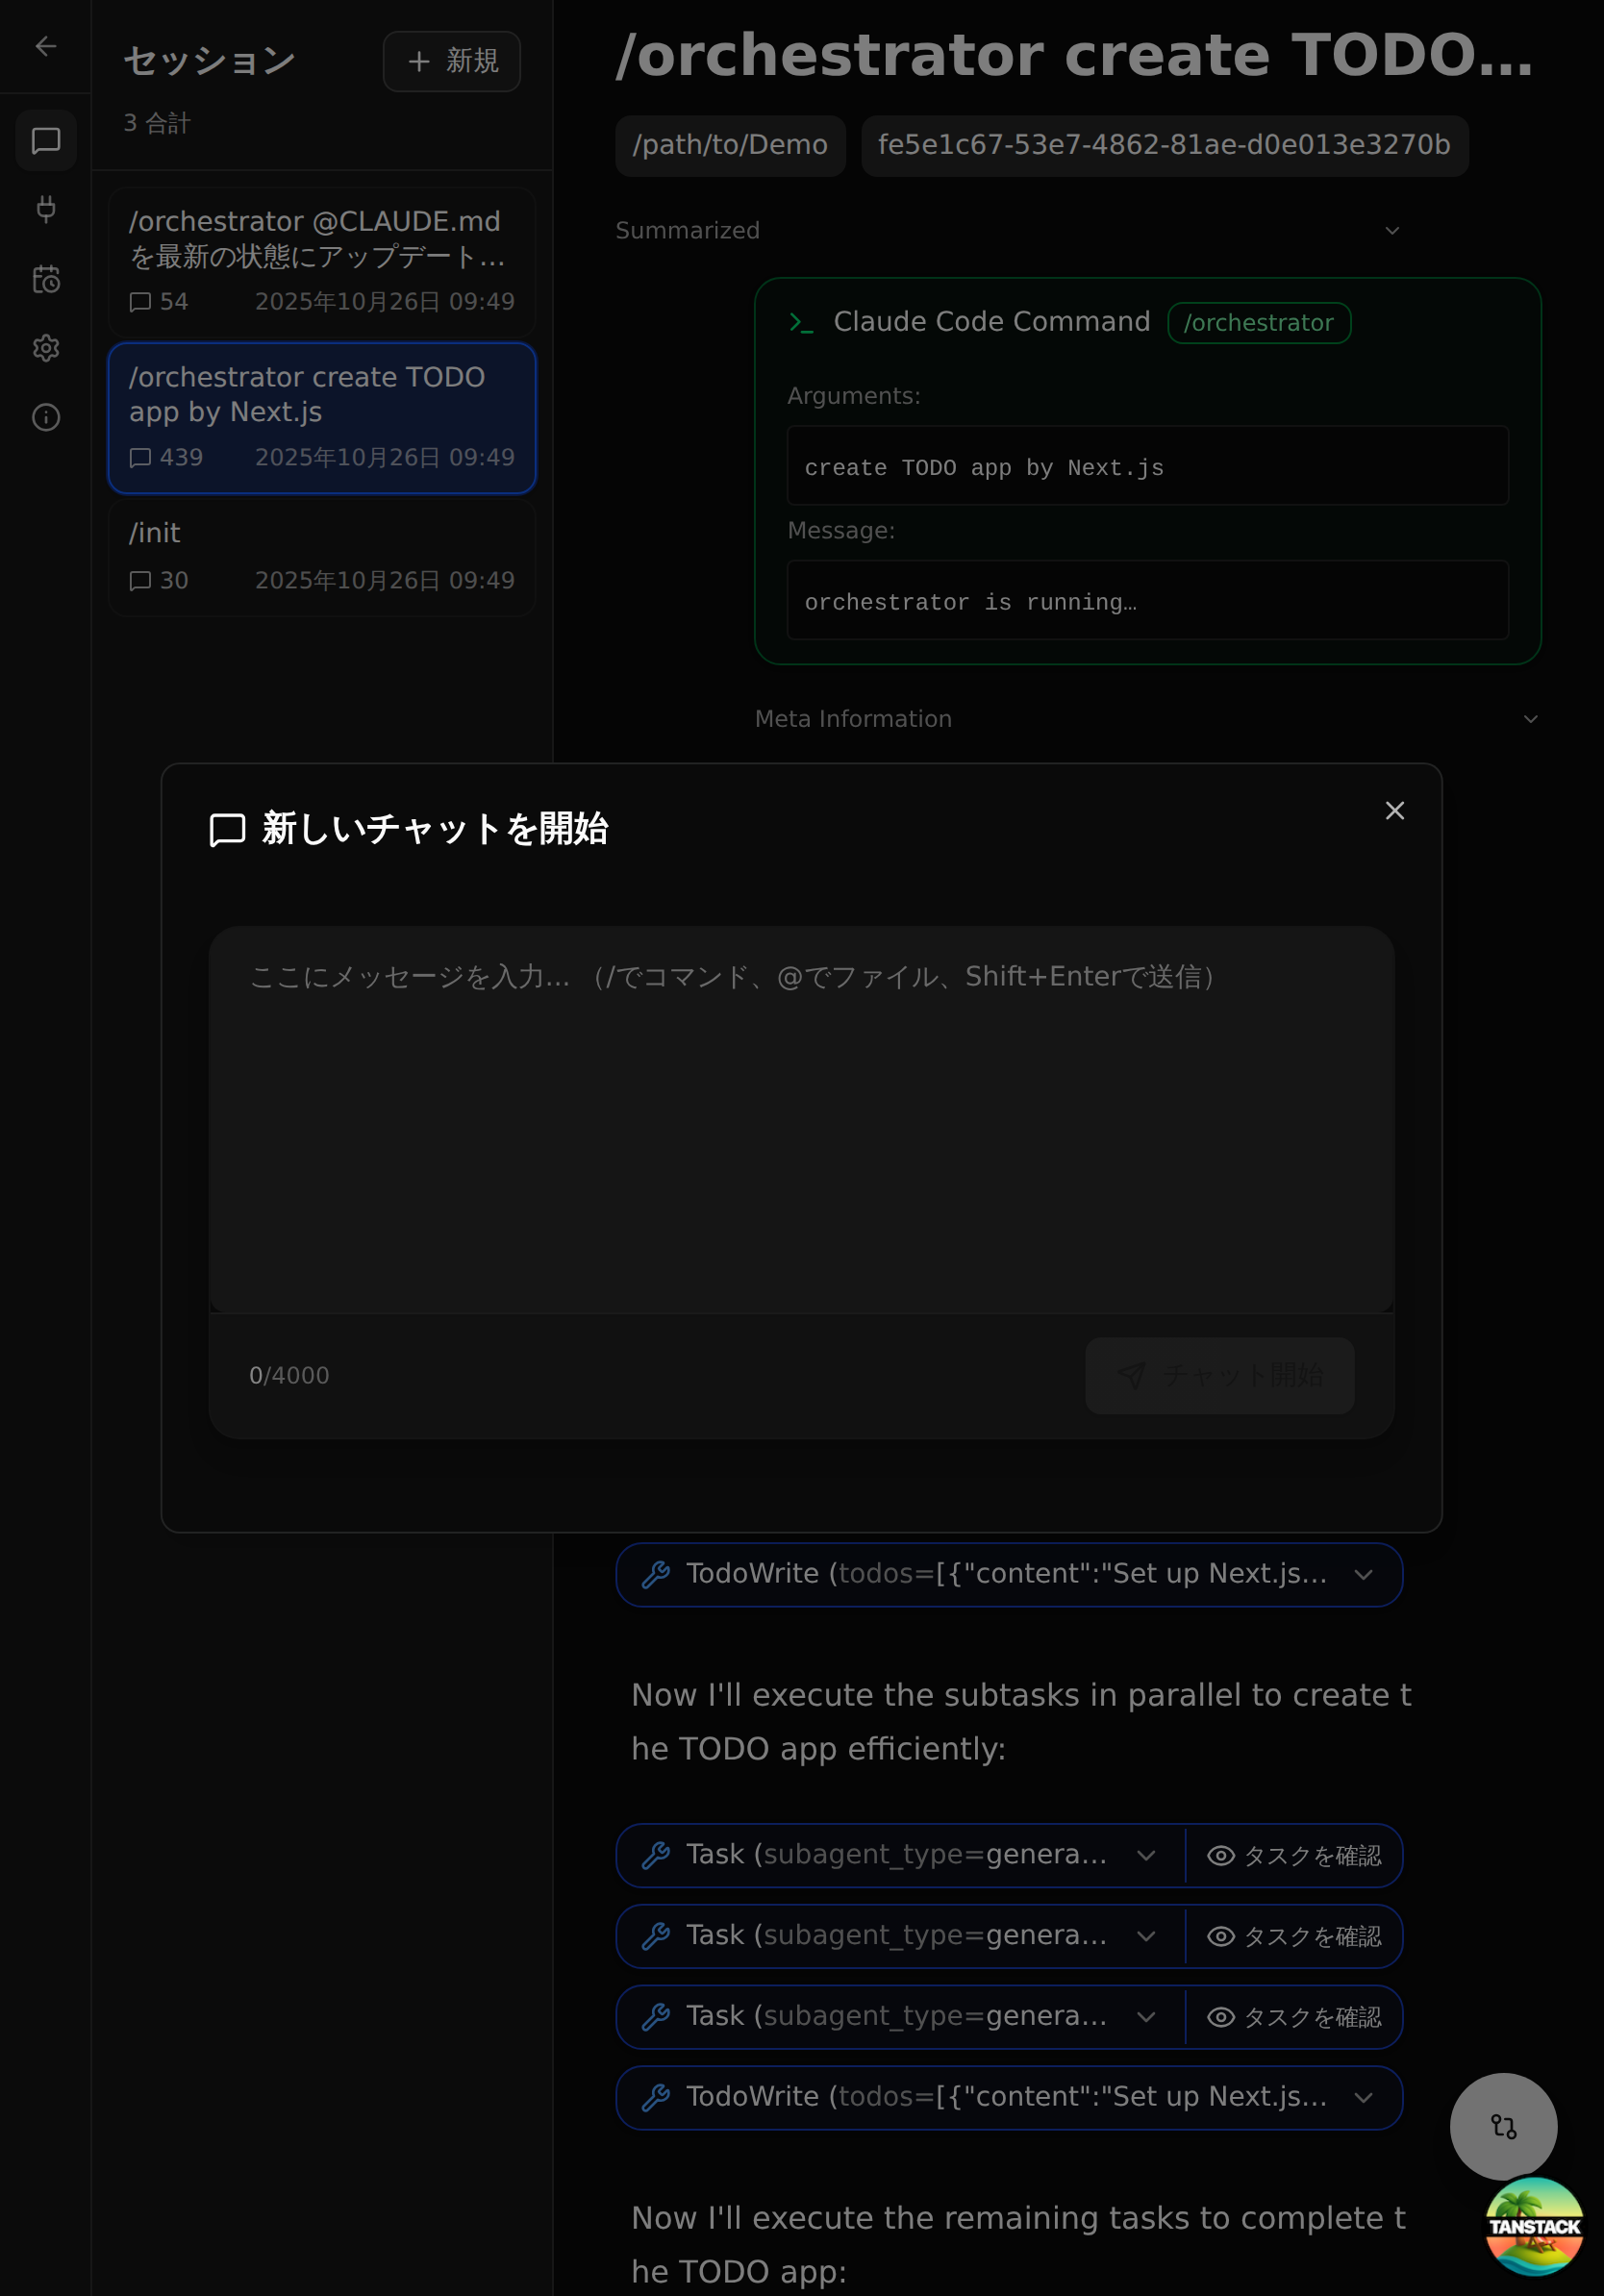 セッション
新規
3 合計
/orchestrator @CLAUDE.md
を最新の状態にアップデート…
54 2025年10月26日 09:49
/orchestrator create TODO
app by Next.js
439 2025年10月26日 09:49
/init
30 2025年10月26日 09:49
/orchestrator create TODO…
/path/to/Demo fe5e1c67-53e7-4862-81ae-d0e013e3270b
Summarized
Claude Code Command /orchestrator
Arguments:
create TODO app by Next.js
Message:
orchestrator is running…
Meta Information
新しいチャットを開始
ここにメッセージを入力... （/でコマンド、@でファイル、Shift+Enterで送信）
0/4000
チャット開始
TodoWrite (todos=[{"content":"Set up Next.js…
Now I'll execute the subtasks in parallel to create t
he TODO app efficiently:
Task (subagent_type=genera… タスクを確認
Task (subagent_type=genera… タスクを確認
Task (subagent_type=genera… タスクを確認
TodoWrite (todos=[{"content":"Set up Next.js…
Now I'll execute the remaining tasks to complete t
he TODO app:
TANSTACK